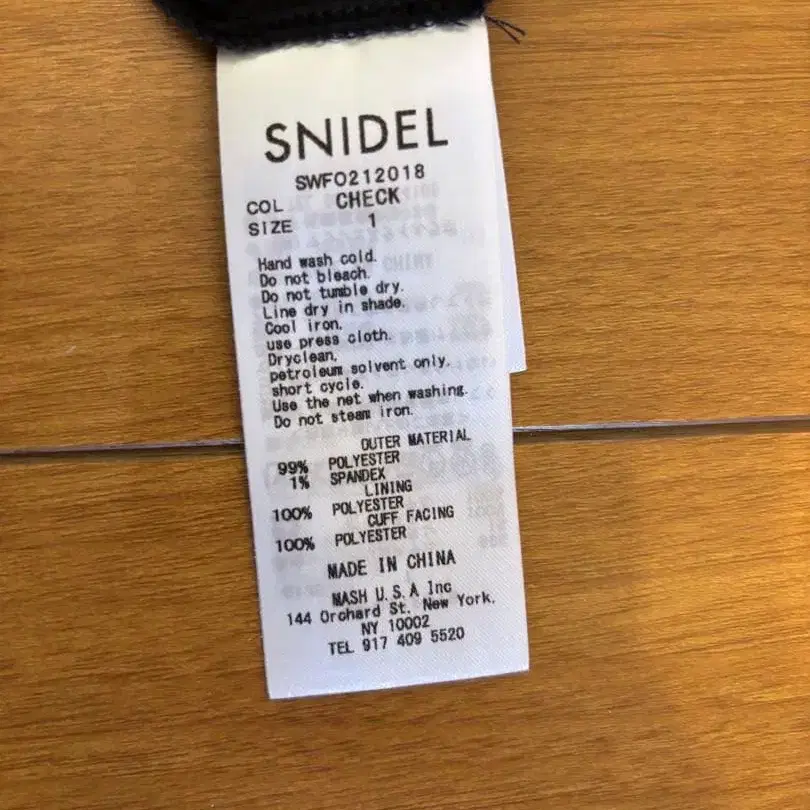 SNIDEL
SWFO212018
COL CHECK
SIZE 1
Hand wash cold.
Do not bleach.
Do not tumble dry.
Line dry in shade.
Cool iron.
use press cloth.
Dryclean.
petroleum solvent only.
short cycle.
Use the net when washing.
Do not steam iron.
OUTER MATERIAL
99% POLYESTER
1% SPANDEX
LINING
100% POLYESTER
CUFF FACING
100% POLYESTER
MADE IN CHINA
MASH U.S.A Inc
144 Orchard St. New York.
NY 10002
TEL 917 409 5520